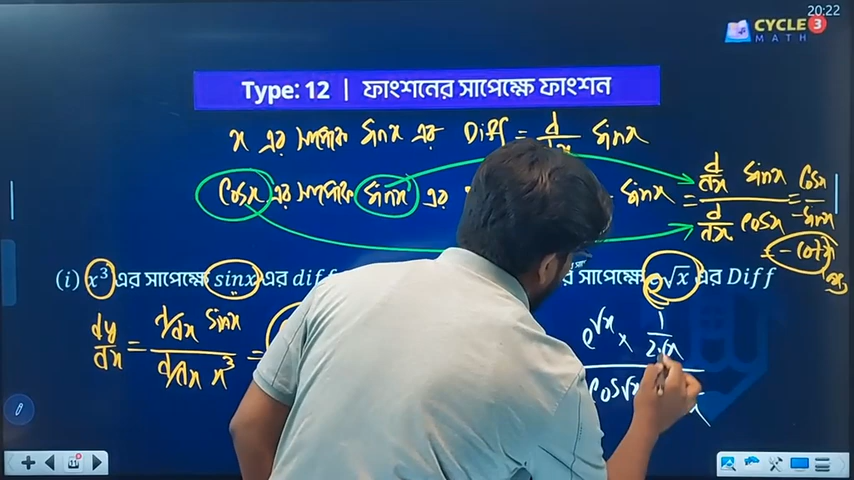 20:22
CYCLE 3
MATH
Type: 12 | ফাংশনের সাপেক্ষে ফাংশন
x এর সাপেক্ষে sinx এর Diff = d/dx sinx
cosx এর সাপেক্ষে sinx এর sinx = (d/dx sinx)/(d/dx cosx) = cosx/-sinx
= -cotx
(i) x³ এর সাপেক্ষে sinx এর diff সাপেক্ষে e^√x এর Diff
dy/dx = (d/dx sinx)/(d/dx x³) =
e^√x × 1/2√x
cos√x